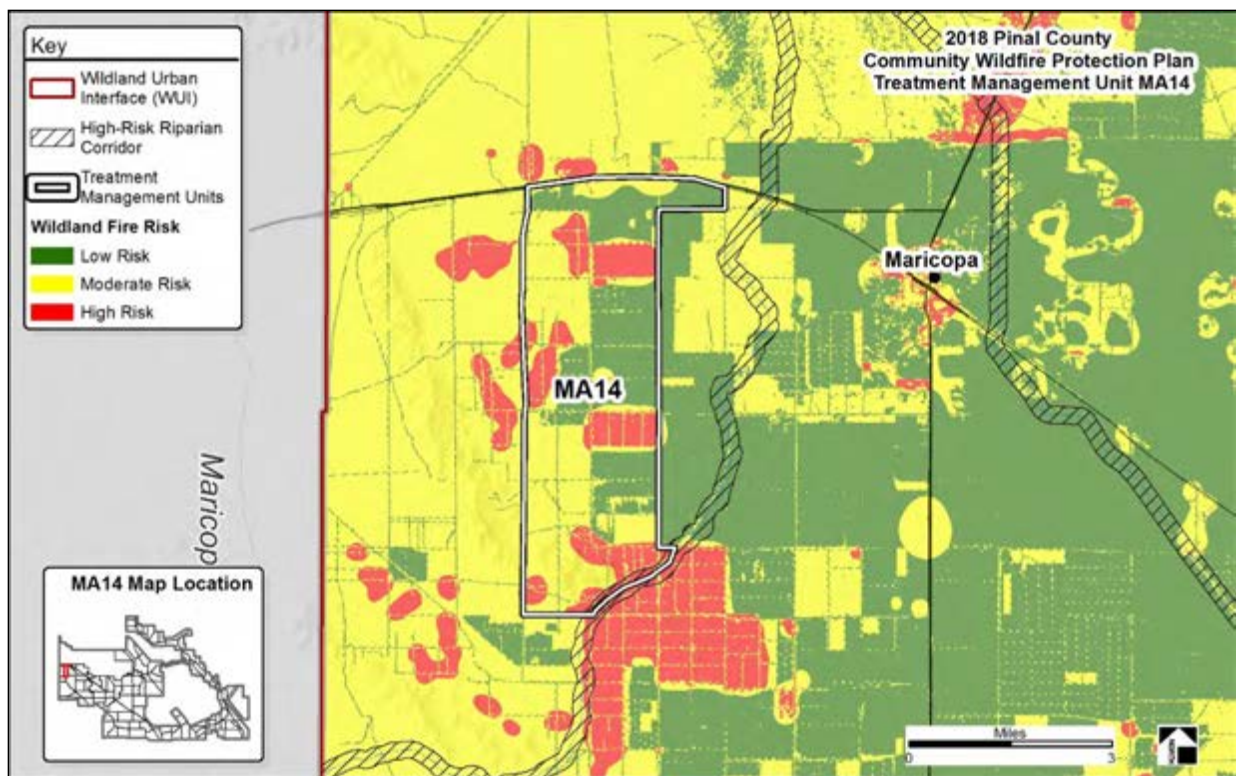 Key
Wildland Urban
Interface (WUI)
High-Risk Riparian
Corridor
Treatment
Management Units
Wildland Fire Risk
Low Risk
Moderate Risk
High Risk
2018 Pinal County
Community Wildfire Protection Plan
Treatment Management Unit MA14
Maricopa
MA14
Maricop
MA14 Map Location
Miles
0
3